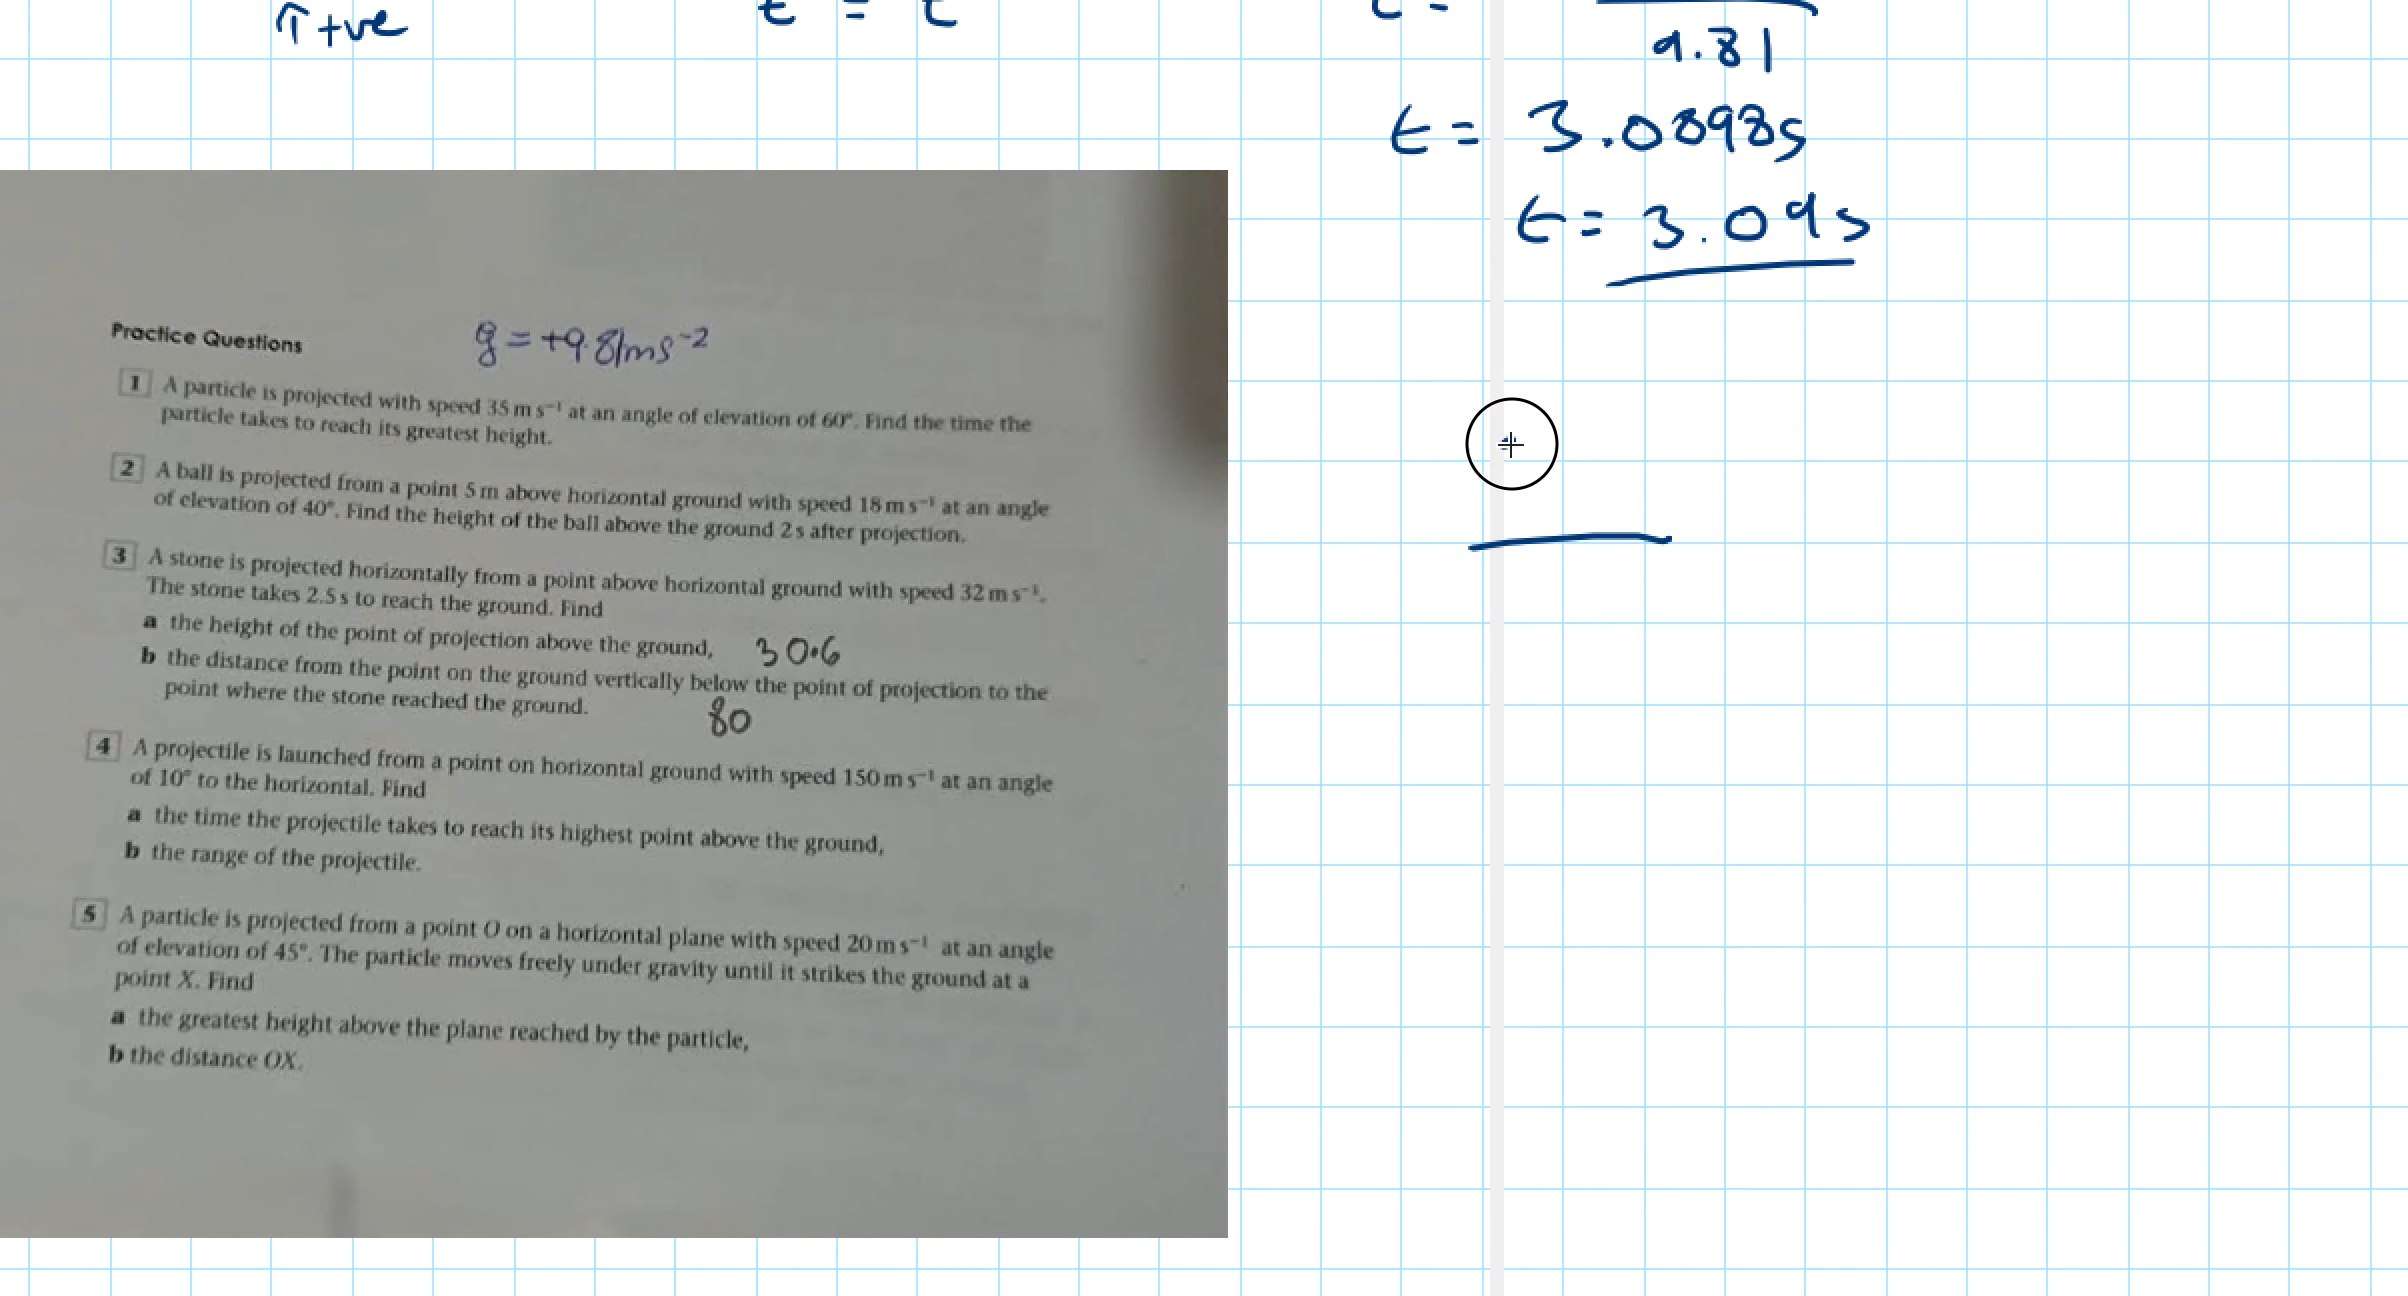 ↑+ve
t = t
t =
9.81
t = 3.0898s
t = 3.09s
Practice Questions
g = +9.81ms⁻²
1 A particle is projected with speed 35 m s⁻¹ at an angle of elevation of 60°. Find the time the
particle takes to reach its greatest height.
2 A ball is projected from a point 5 m above horizontal ground with speed 18 m s⁻¹ at an angle
of elevation of 40°. Find the height of the ball above the ground 2 s after projection.
3 A stone is projected horizontally from a point above horizontal ground with speed 32 m s⁻¹.
The stone takes 2.5 s to reach the ground. Find
a the height of the point of projection above the ground, 30.6
b the distance from the point on the ground vertically below the point of projection to the
point where the stone reached the ground. 80
4 A projectile is launched from a point on horizontal ground with speed 150 m s⁻¹ at an angle
of 10° to the horizontal. Find
a the time the projectile takes to reach its highest point above the ground,
b the range of the projectile.
5 A particle is projected from a point O on a horizontal plane with speed 20 m s⁻¹ at an angle
of elevation of 45°. The particle moves freely under gravity until it strikes the ground at a
point X. Find
a the greatest height above the plane reached by the particle,
b the distance OX.